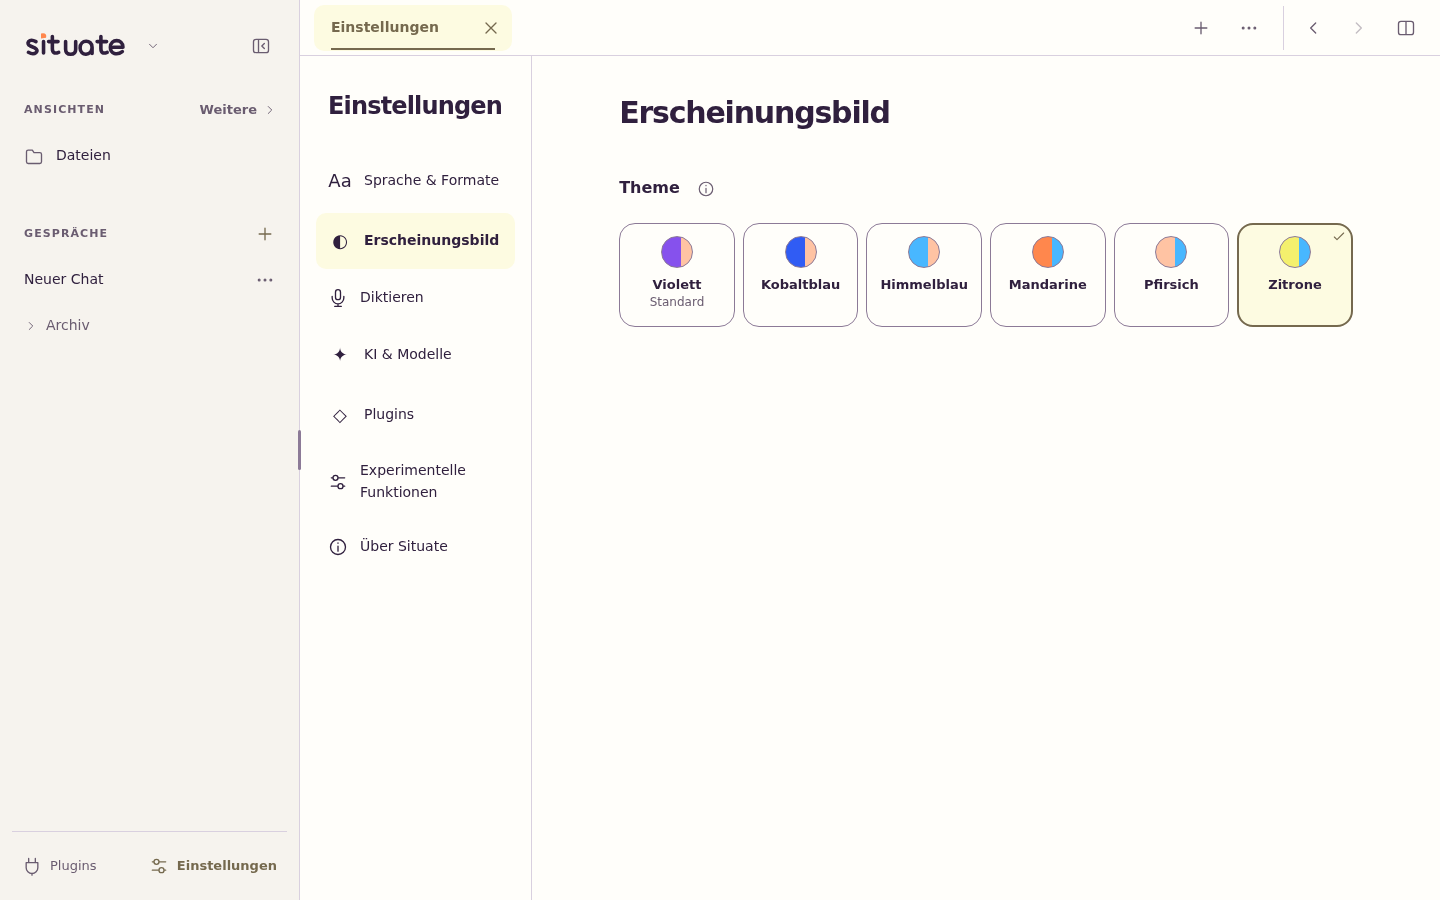 situate
ANSICHTEN
Weitere
Dateien
GESPRÄCHE
Neuer Chat
Archiv
Plugins
Einstellungen
Einstellungen
Einstellungen
Aa Sprache & Formate
Erscheinungsbild
Diktieren
KI & Modelle
Plugins
Experimentelle
Funktionen
Über Situate
Erscheinungsbild
Theme
Violett
Standard
Kobaltblau
Himmelblau
Mandarine
Pfirsich
Zitrone